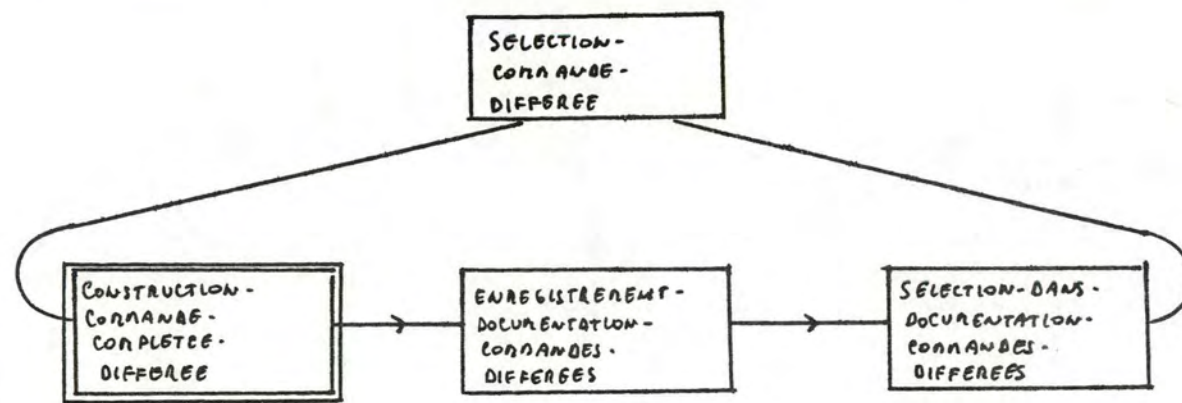 SELECTION-
COMMANDE-
DIFFEREE
CONSTRUCTION-
COMMANDE-
COMPLETEE-
DIFFEREE
ENREGISTREMENT-
DOCUMENTATION-
COMMANDES-
DIFFEREES
SELECTION-DANS-
DOCUMENTATION-
COMMANDES-
DIFFEREES